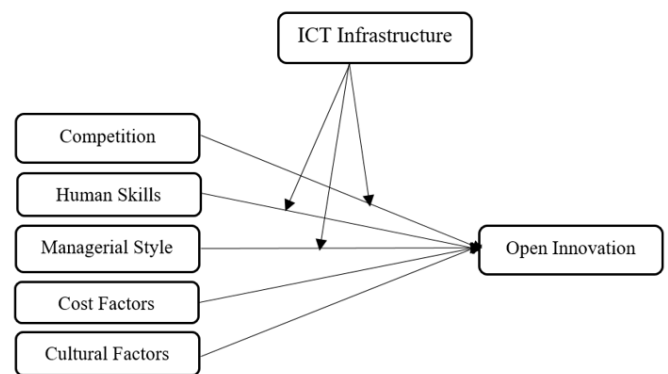 ICT Infrastructure
Competition
Human Skills
Managerial Style
Open Innovation
Cost Factors
Cultural Factors